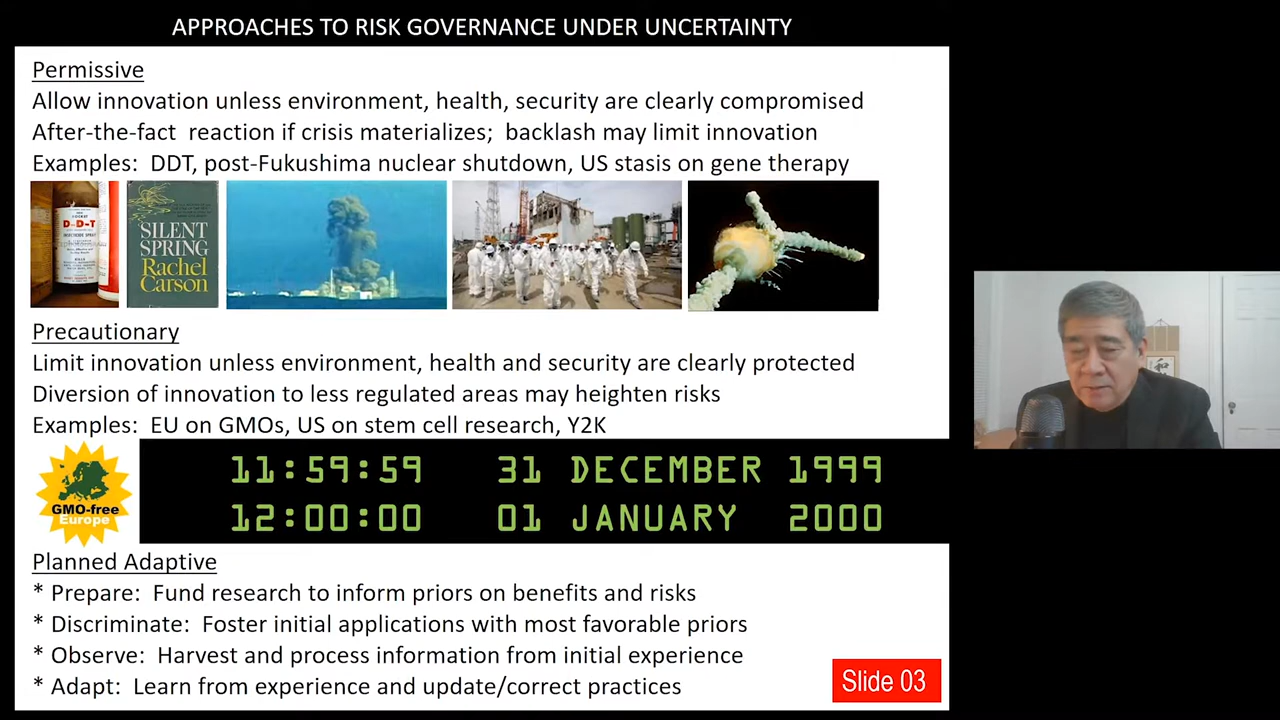 APPROACHES TO RISK GOVERNANCE UNDER UNCERTAINTY
Permissive
Allow innovation unless environment, health, security are clearly compromised
After-the-fact reaction if crisis materializes; backlash may limit innovation
Examples: DDT, post-Fukushima nuclear shutdown, US stasis on gene therapy
D-D-T
SILENT
SPRING
Rachel
Carson
Precautionary
Limit innovation unless environment, health and security are clearly protected
Diversion of innovation to less regulated areas may heighten risks
Examples: EU on GMOs, US on stem cell research, Y2K
GMO-free
Europe
11:59:59 31 DECEMBER 1999
12:00:00 01 JANUARY 2000
Planned Adaptive
* Prepare: Fund research to inform priors on benefits and risks
* Discriminate: Foster initial applications with most favorable priors
* Observe: Harvest and process information from initial experience
* Adapt: Learn from experience and update/correct practices
Slide 03